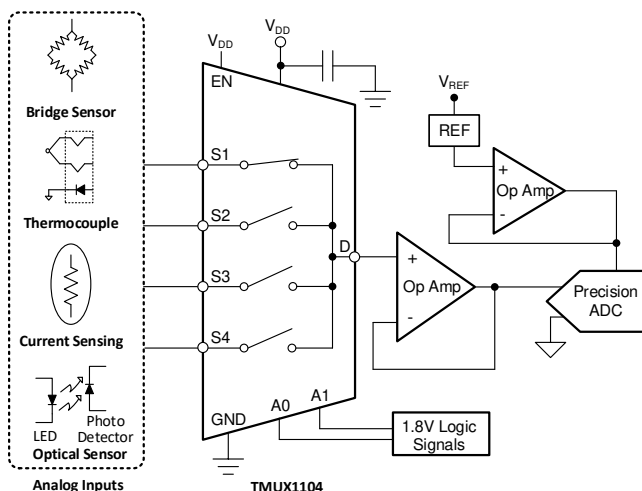 Bridge Sensor
Thermocouple
Current Sensing
LED
Photo
Detector
Optical Sensor
Analog Inputs
VDD
VDD
EN
S1
S2
S3
S4
D
GND
A0
A1
TMUX1104
1.8V Logic
Signals
+
Op Amp
-
VREF
REF
+
Op Amp
-
Precision
ADC